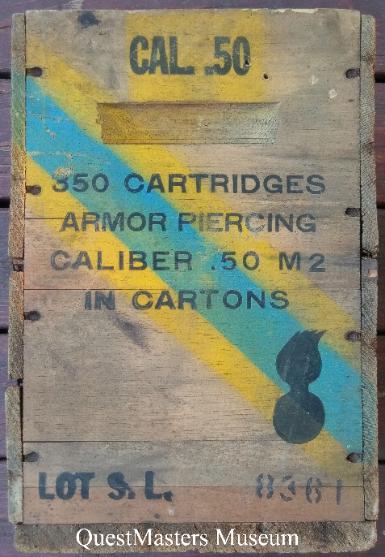 CAL. .50
350 CARTRIDGES
ARMOR PIERCING
CALIBER .50 M2
IN CARTONS
LOT S.L. 8361
QuestMasters Museum